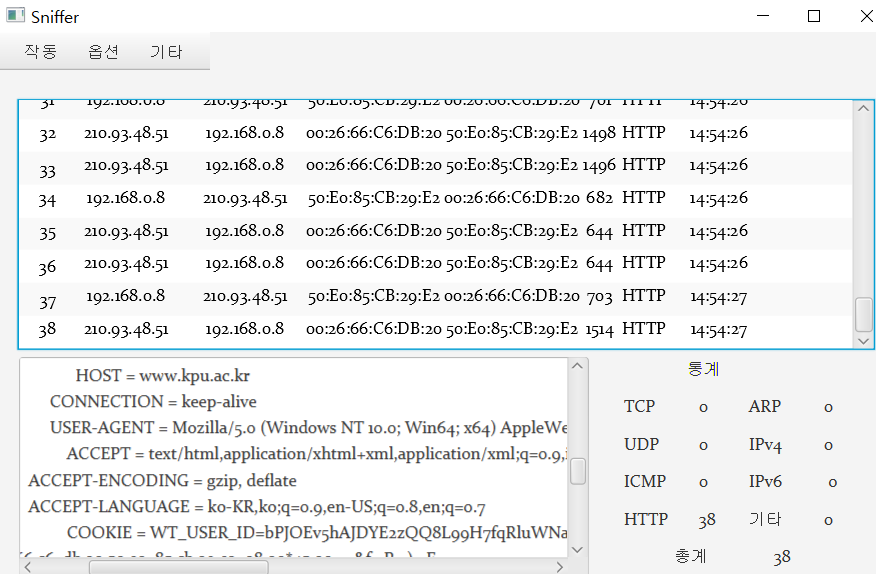 Sniffer
작동 옵션 기타
31 192.168.0.8 210.93.48.51 50:E0:85:CB:29:E2 00:26:66:C6:DB:20 701 HTTP 14:54:26
32 210.93.48.51 192.168.0.8 00:26:66:C6:DB:20 50:E0:85:CB:29:E2 1498 HTTP 14:54:26
33 210.93.48.51 192.168.0.8 00:26:66:C6:DB:20 50:E0:85:CB:29:E2 1496 HTTP 14:54:26
34 192.168.0.8 210.93.48.51 50:E0:85:CB:29:E2 00:26:66:C6:DB:20 682 HTTP 14:54:26
35 210.93.48.51 192.168.0.8 00:26:66:C6:DB:20 50:E0:85:CB:29:E2 644 HTTP 14:54:26
36 210.93.48.51 192.168.0.8 00:26:66:C6:DB:20 50:E0:85:CB:29:E2 644 HTTP 14:54:26
37 192.168.0.8 210.93.48.51 50:E0:85:CB:29:E2 00:26:66:C6:DB:20 703 HTTP 14:54:27
38 210.93.48.51 192.168.0.8 00:26:66:C6:DB:20 50:E0:85:CB:29:E2 1514 HTTP 14:54:27
HOST = www.kpu.ac.kr
CONNECTION = keep-alive
USER-AGENT = Mozilla/5.0 (Windows NT 10.0; Win64; x64) AppleWe
ACCEPT = text/html,application/xhtml+xml,application/xml;q=0.9,i
ACCEPT-ENCODING = gzip, deflate
ACCEPT-LANGUAGE = ko-KR,ko;q=0.9,en-US;q=0.8,en;q=0.7
COOKIE = WT_USER_ID=bPJOEv5hAJDYE2zQQ8L99H7fqRluWNa
통계
TCP 0 ARP 0
UDP 0 IPv4 0
ICMP 0 IPv6 0
HTTP 38 기타 0
총계 38